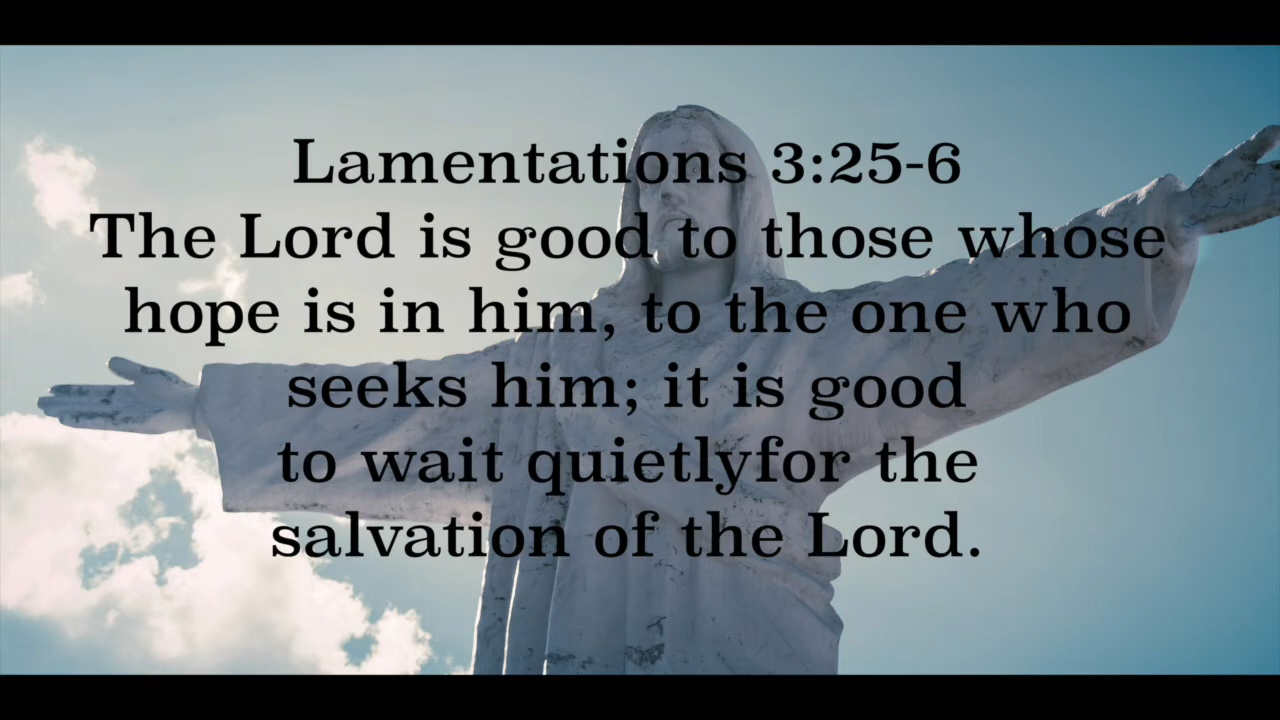 Lamentations 3:25-6
The Lord is good to those whose
hope is in him, to the one who
seeks him; it is good
to wait quietlyfor the
salvation of the Lord.